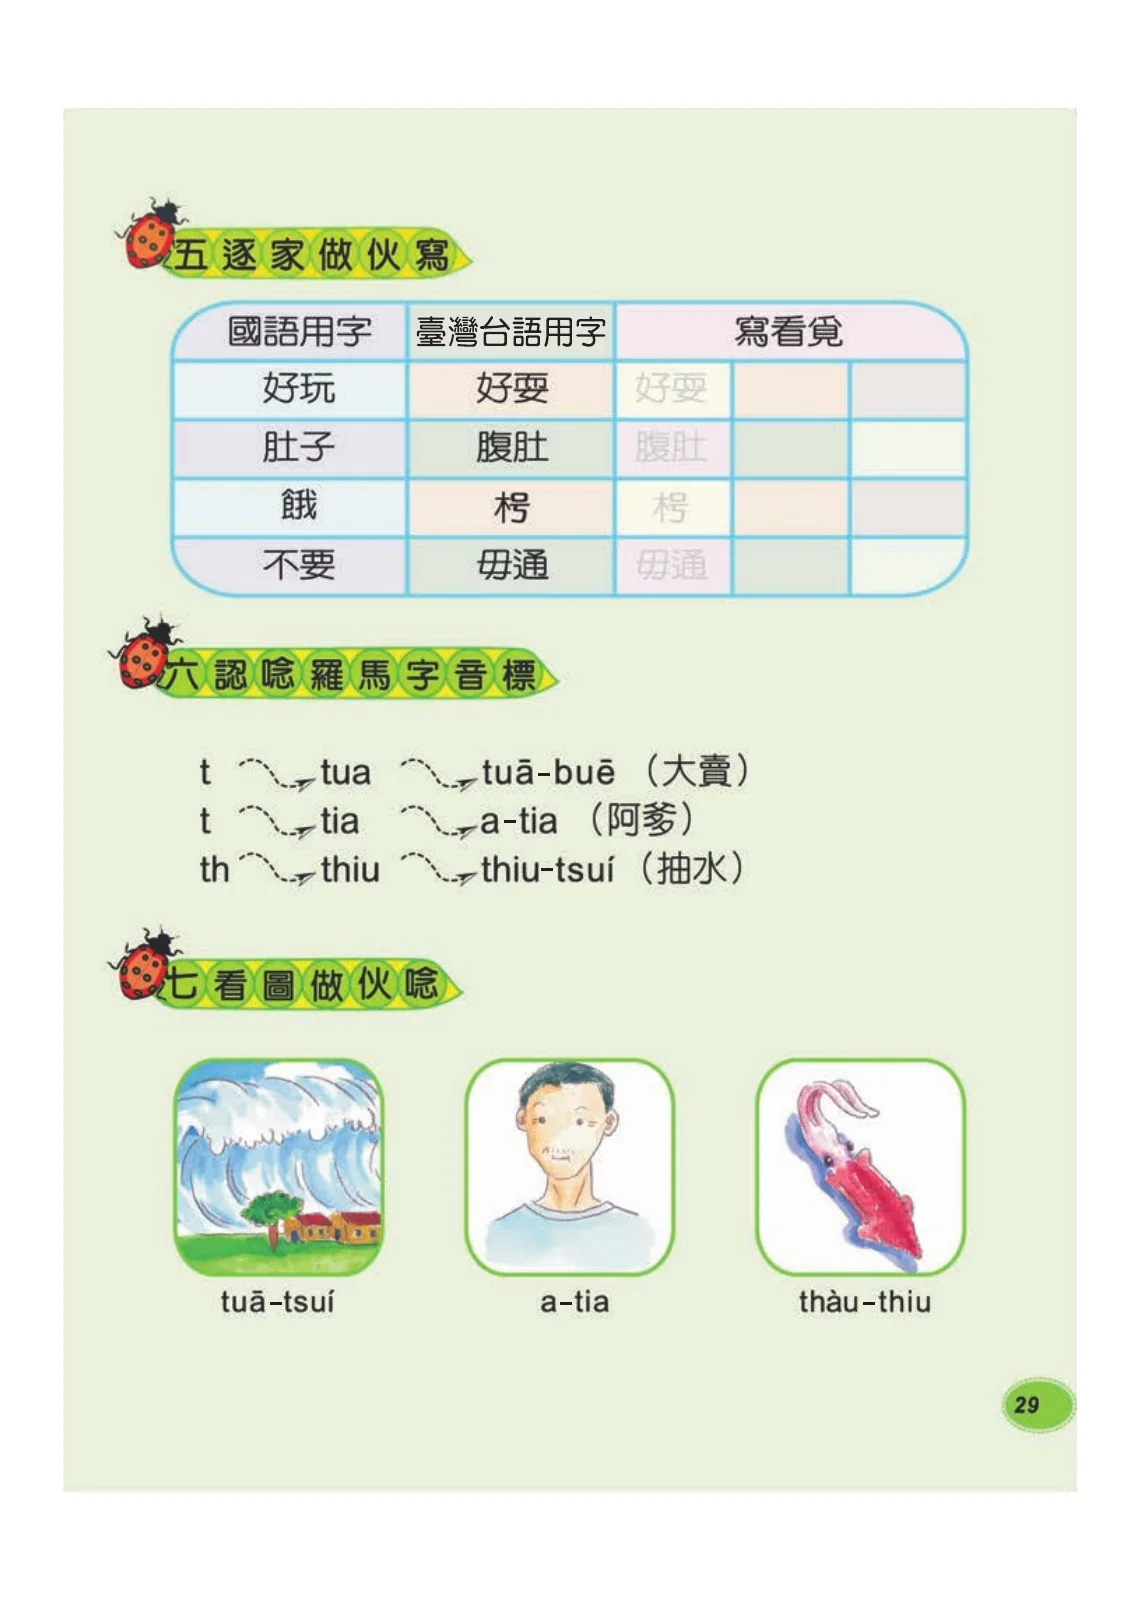 五逐家做伙寫
國語用字 臺灣台語用字 寫看覓
好玩 好耍 好耍
肚子 腹肚 腹肚
餓 枵 枵
不要 毋通 毋通
六認唸羅馬字音標
t tua tuā-buē（大賣）
t tia a-tia（阿爹）
th thiu thiu-tsuí（抽水）
七看圖做伙唸
tuā-tsuí a-tia thàu-thiu
29